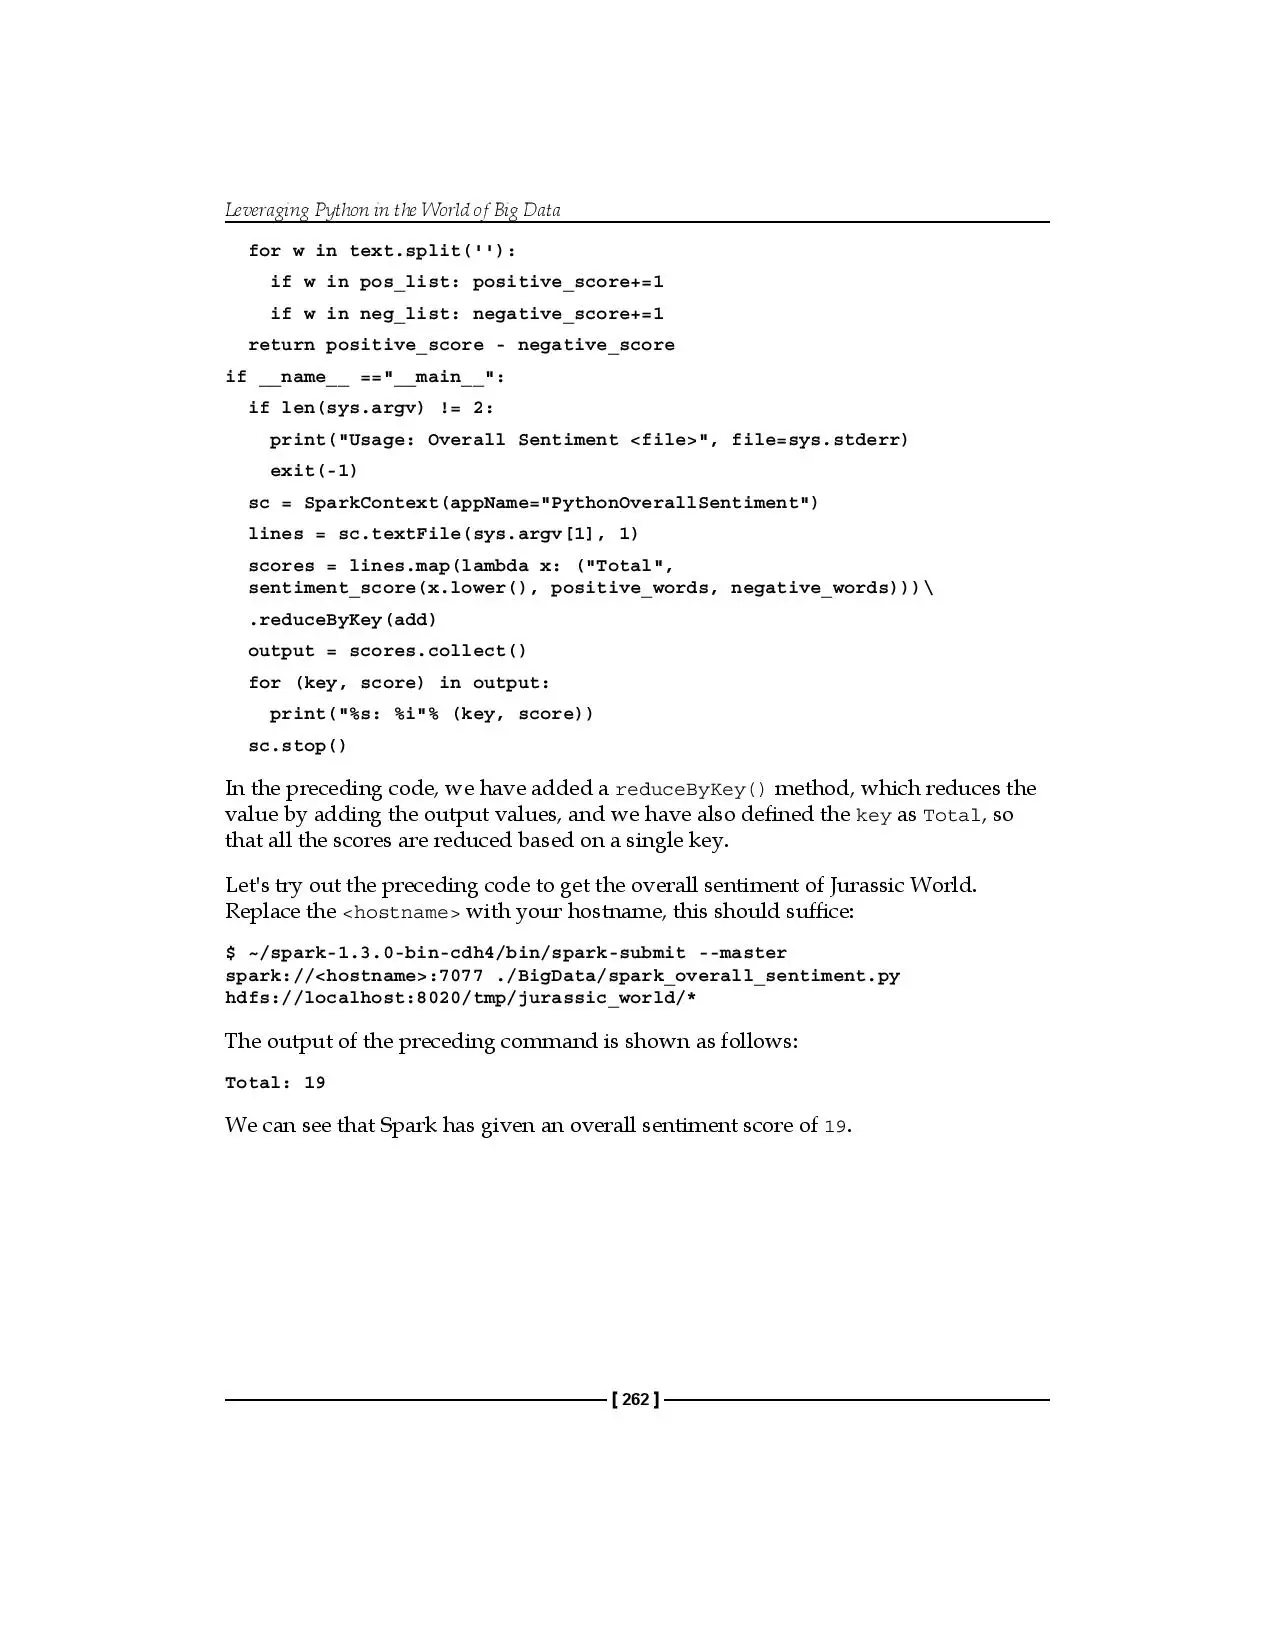 Leveraging Python in the World of Big Data
for w in text.split(''):
if w in pos_list: positive_score+=1
if w in neg_list: negative_score+=1
return positive_score - negative_score
if __name__ =="__main__":
if len(sys.argv) != 2:
print("Usage: Overall Sentiment <file>", file=sys.stderr)
exit(-1)
sc = SparkContext(appName="PythonOverallSentiment")
lines = sc.textFile(sys.argv[1], 1)
scores = lines.map(lambda x: ("Total",
sentiment_score(x.lower(), positive_words, negative_words)))\
.reduceByKey(add)
output = scores.collect()
for (key, score) in output:
print("%s: %i"% (key, score))
sc.stop()
In the preceding code, we have added a reduceByKey() method, which reduces the
value by adding the output values, and we have also defined the key as Total, so
that all the scores are reduced based on a single key.
Let's try out the preceding code to get the overall sentiment of Jurassic World.
Replace the <hostname> with your hostname, this should suffice:
$ ~/spark-1.3.0-bin-cdh4/bin/spark-submit --master
spark://<hostname>:7077 ./BigData/spark_overall_sentiment.py
hdfs://localhost:8020/tmp/jurassic_world/*
The output of the preceding command is shown as follows:
Total: 19
We can see that Spark has given an overall sentiment score of 19.
[ 262 ]